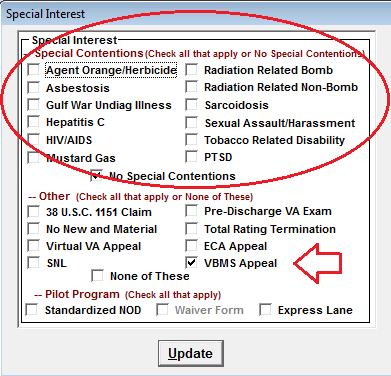 Special Interest
Special Interest
Special Contentions (Check all that apply or No Special Contentions)
Agent Orange/Herbicide Radiation Related Bomb
Asbestosis Radiation Related Non-Bomb
Gulf War Undiag Illness Sarcoidosis
Hepatitis C Sexual Assault/Harassment
HIV/AIDS Tobacco Related Disability
Mustard Gas PTSD
No Special Contentions
-- Other (Check all that apply or None of These)
38 U.S.C. 1151 Claim Pre-Discharge VA Exam
No New and Material Total Rating Termination
Virtual VA Appeal ECA Appeal
SNL VBMS Appeal
None of These
-- Pilot Program (Check all that apply)
Standardized NOD Waiver Form Express Lane
Update